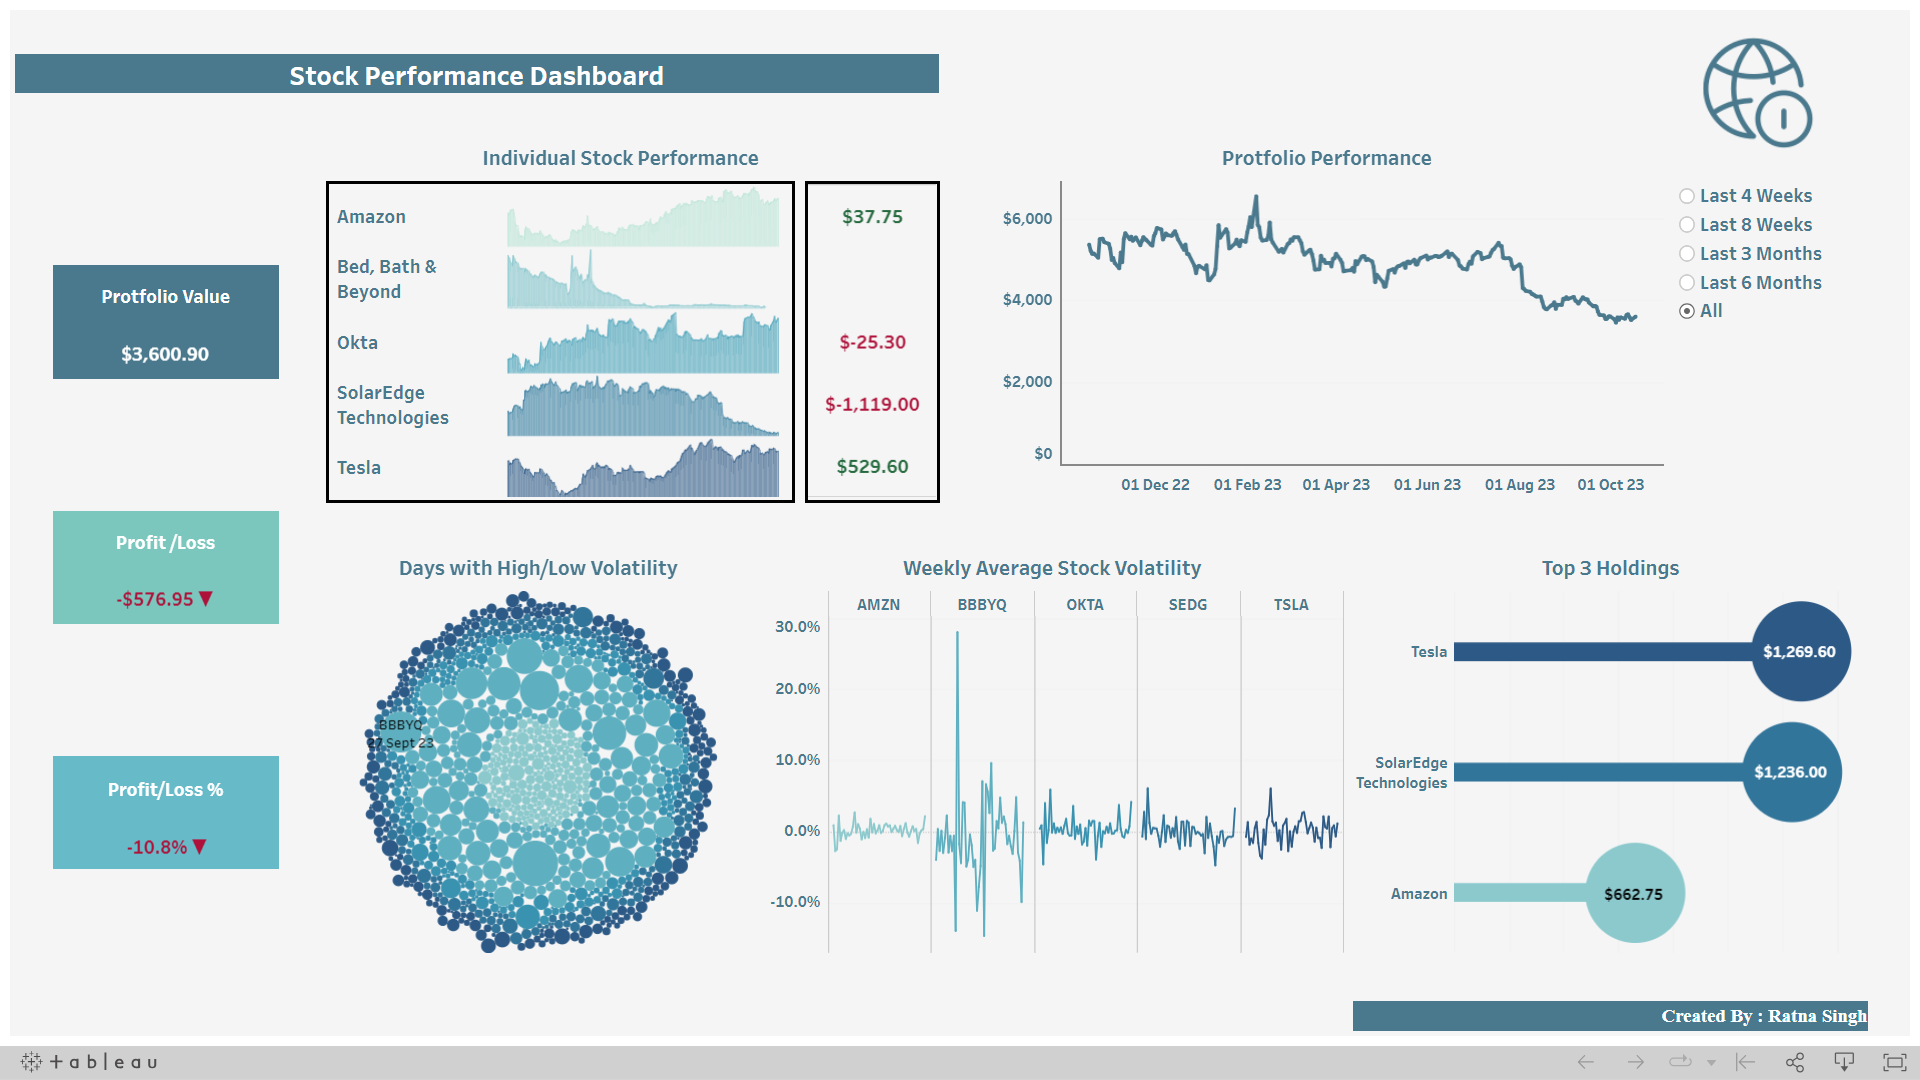 Stock Performance Dashboard
Individual Stock Performance
Protfolio Performance
Protfolio Value
$3,600.90
Profit /Loss
-$576.95▼
Profit/Loss %
-10.8%▼
Amazon
$37.75
Bed, Bath &
Beyond
Okta
$-25.30
SolarEdge
Technologies
$-1,119.00
Tesla
$529.60
$6,000
$4,000
$2,000
$0
01 Dec 22
01 Feb 23
01 Apr 23
01 Jun 23
01 Aug 23
01 Oct 23
Last 4 Weeks
Last 8 Weeks
Last 3 Months
Last 6 Months
All
Days with High/Low Volatility
BBBYQ
27 Sept 23
Weekly Average Stock Volatility
AMZN
BBBYQ
OKTA
SEDG
TSLA
30.0%
20.0%
10.0%
0.0%
-10.0%
Top 3 Holdings
Tesla
$1,269.60
SolarEdge
Technologies
$1,236.00
Amazon
$662.75
Created By : Ratna Singh
+ a b l e a u